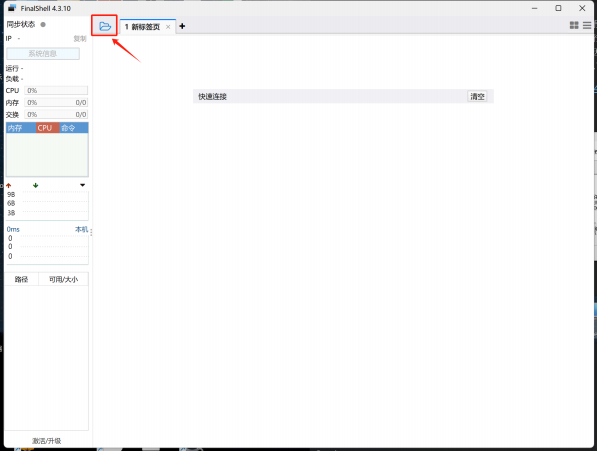 FinalShell 4.3.10
同步状态
IP - 复制
系统信息
运行 -
负载 -
CPU 0%
内存 0% 0/0
交换 0% 0/0
内存 CPU 命令
9B
6B
3B
0ms 本机
0
0
0
路径 可用/大小
激活/升级
1 新标签页 × +
快速连接 清空